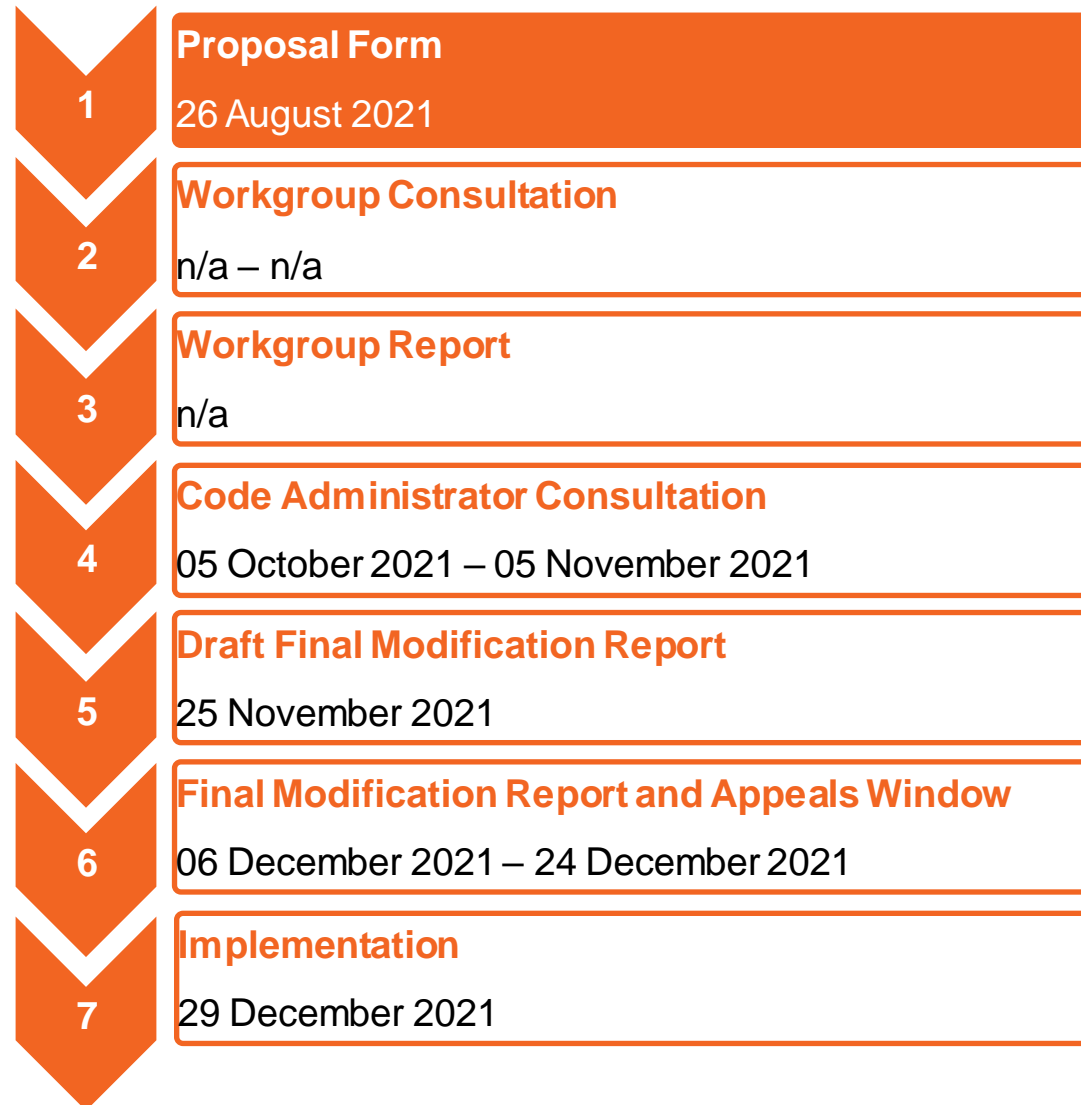 1
Proposal Form
26 August 2021
2
Workgroup Consultation
n/a – n/a
3
Workgroup Report
n/a
4
Code Administrator Consultation
05 October 2021 – 05 November 2021
5
Draft Final Modification Report
25 November 2021
6
Final Modification Report and Appeals Window
06 December 2021 – 24 December 2021
7
Implementation
29 December 2021